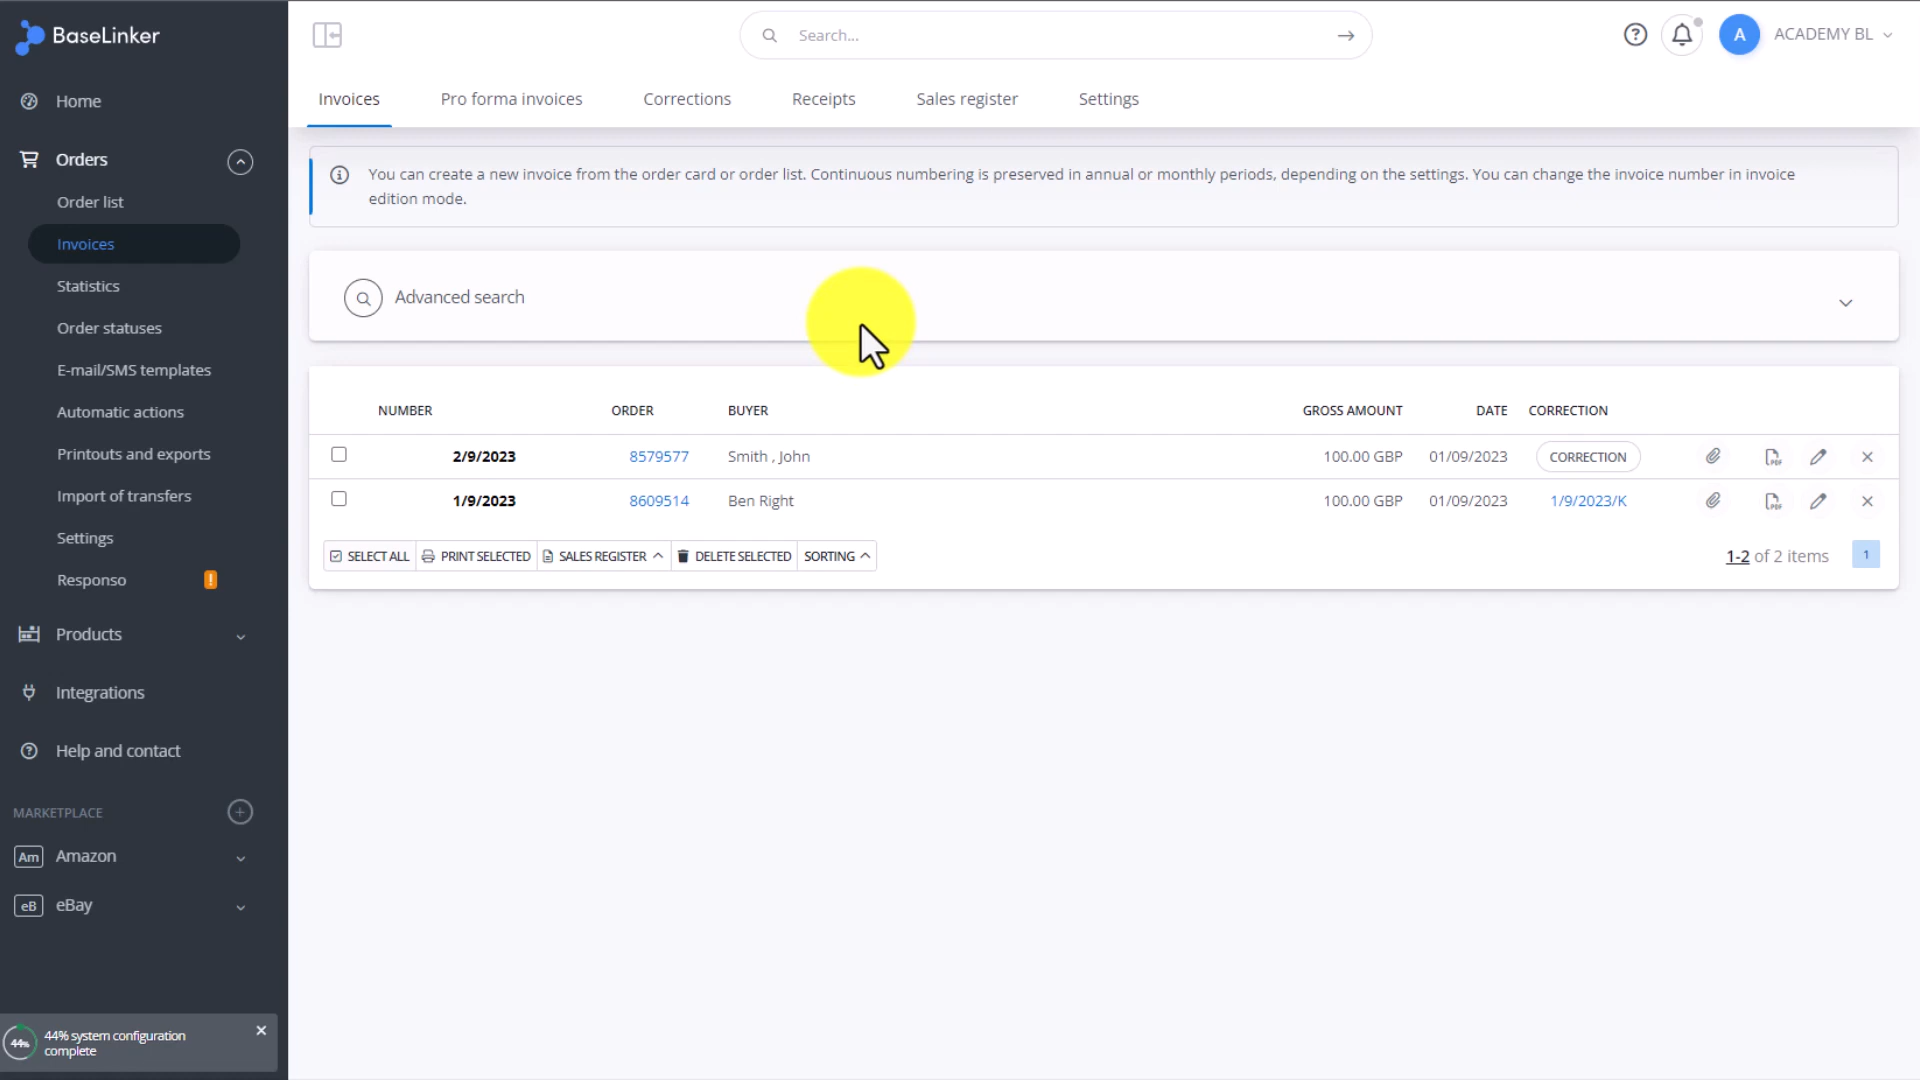 BaseLinker
Search...
A
ACADEMY BL
Home
Orders
Order list
Invoices
Statistics
Order statuses
E-mail/SMS templates
Automatic actions
Printouts and exports
Import of transfers
Settings
Responso
!
Products
Integrations
Help and contact
MARKETPLACE
Am Amazon
eB eBay
44% 44% system configuration
complete
Invoices Pro forma invoices Corrections Receipts Sales register Settings
You can create a new invoice from the order card or order list. Continuous numbering is preserved in annual or monthly periods, depending on the settings. You can change the invoice number in invoice
edition mode.
Advanced search
NUMBER ORDER BUYER GROSS AMOUNT DATE CORRECTION
2/9/2023 8579577 Smith , John 100.00 GBP 01/09/2023 CORRECTION
1/9/2023 8609514 Ben Right 100.00 GBP 01/09/2023 1/9/2023/K
SELECT ALL PRINT SELECTED SALES REGISTER DELETE SELECTED SORTING
1-2 of 2 items 1